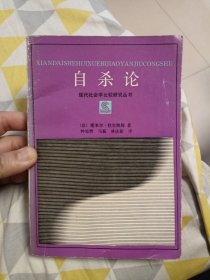 XIANDAISHEHUIXUEBIJIAOYANJIUCONGSHU
自杀论
现代社会学比较研究丛书
(法) 埃米尔·杜尔凯姆 著
钟旭辉 马磊 林庆新 译